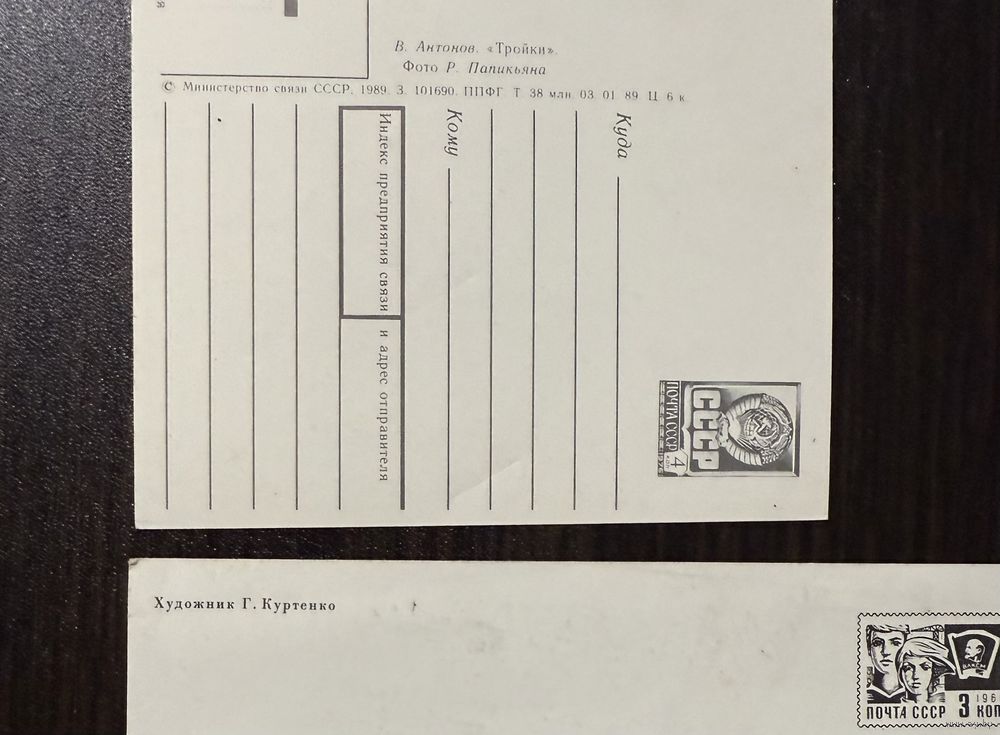 В. Антонов. «Тройки».
Фото Р. Папикьяна
© Министерство связи СССР, 1989. З. 101690. ППФГ. Т. 38 млн. 03. 01. 89. Ц. 6 к.
Куда
Кому
Индекс предприятия связи и адрес отправителя
ПОЧТА СССР
4
СССР
Художник Г. Куртенко
ВЛКСМ
ПОЧТА СССР 3 КОП